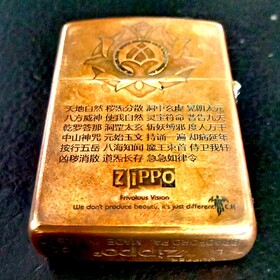 天地自然 秽炁分散 洞中玄虚 晃朗太元
八方威神 使我自然 灵宝符命 普告九天
乾罗答那 洞罡太玄 斩妖缚邪 度人万千
中山神咒 元始玉文 持诵一遍 却病延年
按行五岳 八海知闻 魔王束首 侍卫我轩
凶秽消散 道炁长存 急急如律令
ZIPPO
Frivolous Vision
We don't produce beauty, it's just different